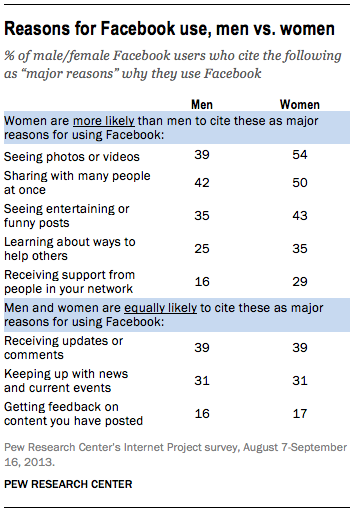 Reasons for Facebook use, men vs. women
% of male/female Facebook users who cite the following
as “major reasons” why they use Facebook
Men Women
Women are more likely than men to cite these as major
reasons for using Facebook:
Seeing photos or videos 39 54
Sharing with many people
at once 42 50
Seeing entertaining or
funny posts 35 43
Learning about ways to
help others 25 35
Receiving support from
people in your network 16 29
Men and women are equally likely to cite these as major
reasons for using Facebook:
Receiving updates or
comments 39 39
Keeping up with news
and current events 31 31
Getting feedback on
content you have posted 16 17
Pew Research Center's Internet Project survey, August 7-September
16, 2013.
PEW RESEARCH CENTER